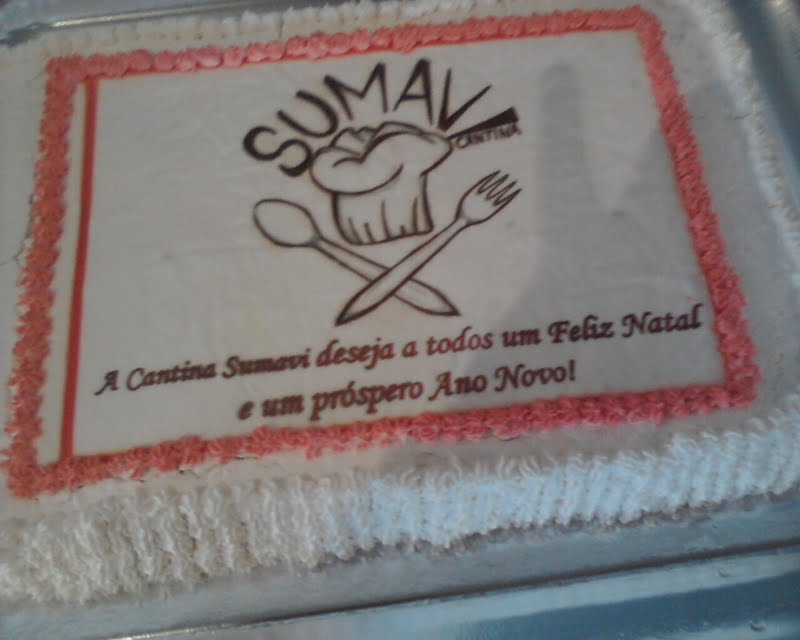 SUMAVI
CANTINA
A Cantina Sumavi deseja a todos um Feliz Natal
e um próspero Ano Novo!